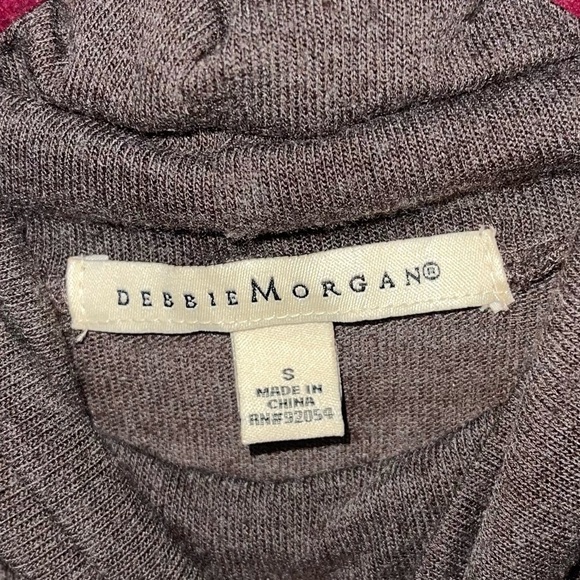 DEBBIEMORGAN®
S
MADE IN
CHINA
RN#92054